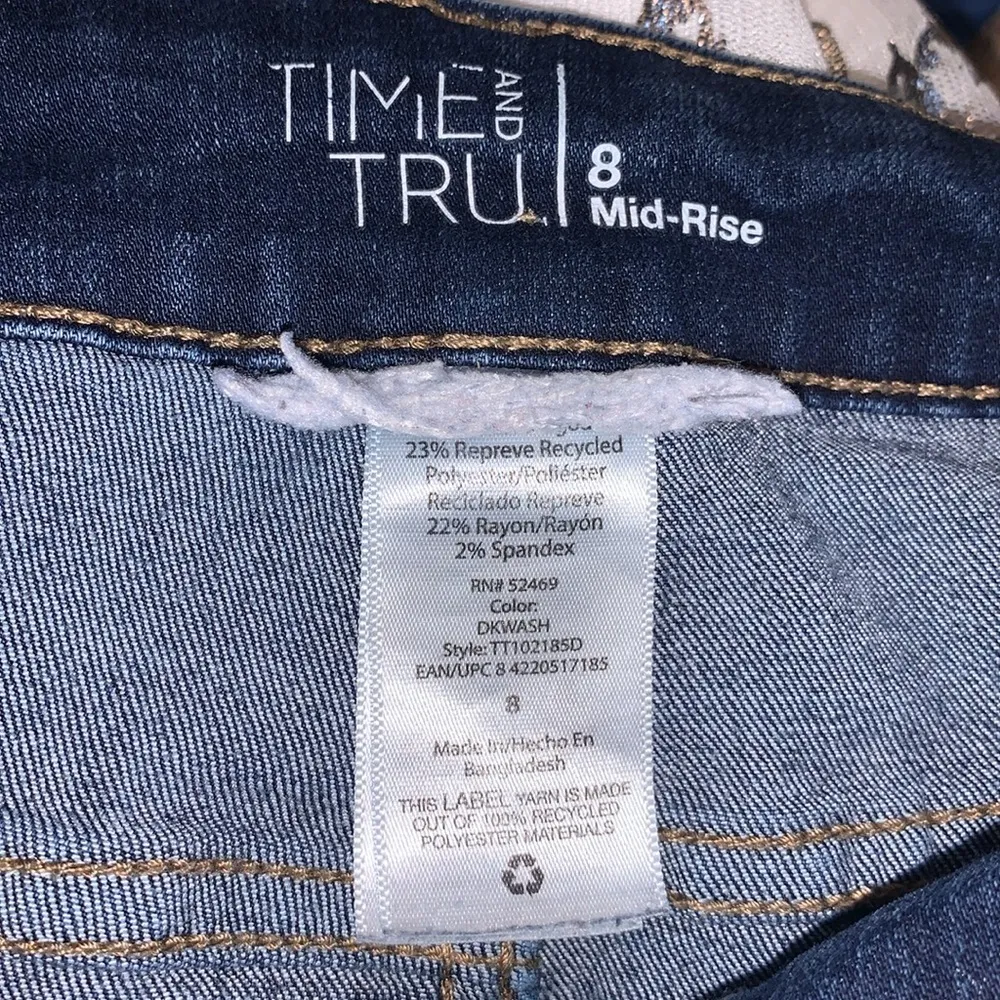 TIME AND
TRU
8
Mid-Rise
23% Repreve Recycled
Polyester/Poliéster
Reciclado Repreve
22% Rayon/Rayón
2% Spandex
RN# 52469
Color:
DKWASH
Style: TT102185D
EAN/UPC 8 4220517185
8
Made In/Hecho En
Bangladesh
THIS LABEL YARN IS MADE
OUT OF 100% RECYCLED
POLYESTER MATERIALS